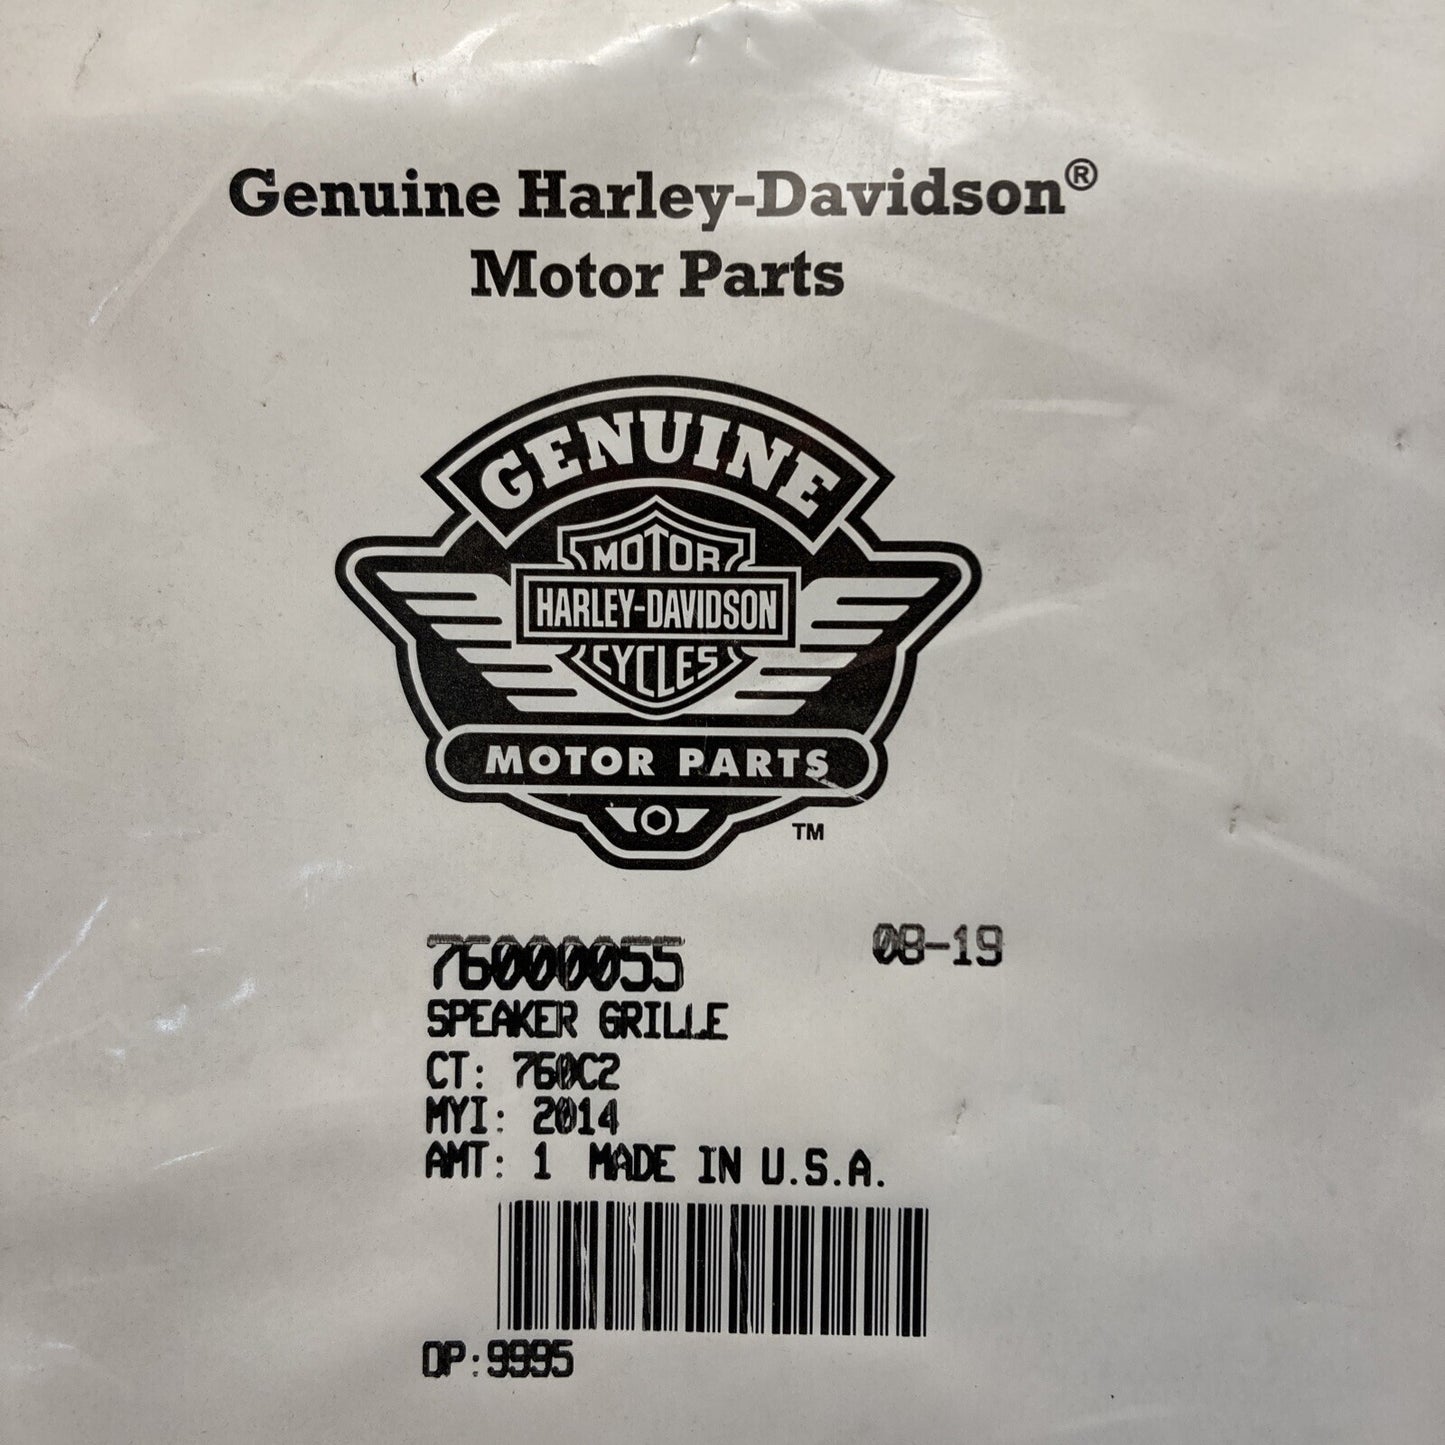 Genuine Harley-Davidson®
Motor Parts
GENUINE
MOTOR
HARLEY-DAVIDSON
CYCLES
MOTOR PARTS
TM
76000055 08-19
SPEAKER GRILLE
CT: 760C2
MYI: 2014
AMT: 1 MADE IN U.S.A.
OP:9995